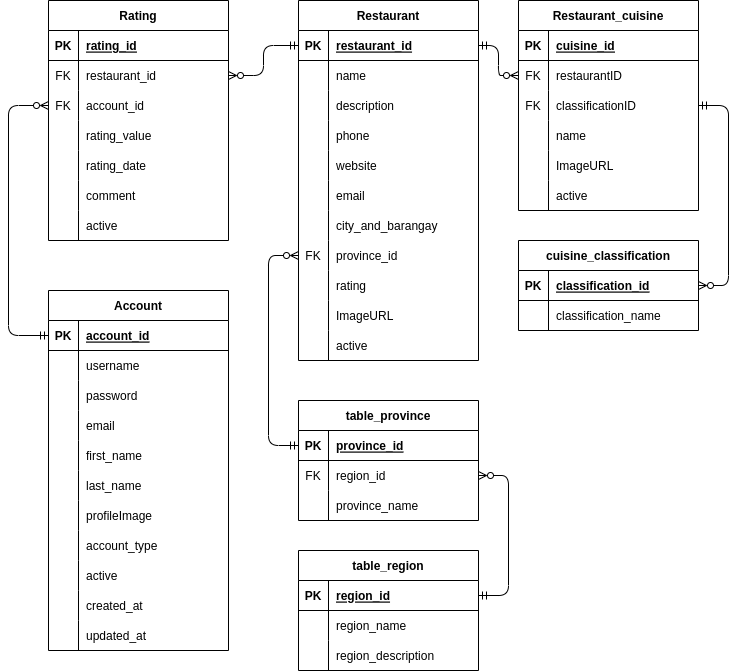 Rating
PK rating_id
FK restaurant_id
FK account_id
rating_value
rating_date
comment
active
Account
PK account_id
username
password
email
first_name
last_name
profileImage
account_type
active
created_at
updated_at
Restaurant
PK restaurant_id
name
description
phone
website
email
city_and_barangay
FK province_id
rating
ImageURL
active
table_province
PK province_id
FK region_id
province_name
table_region
PK region_id
region_name
region_description
Restaurant_cuisine
PK cuisine_id
FK restaurantID
FK classificationID
name
ImageURL
active
cuisine_classification
PK classification_id
classification_name